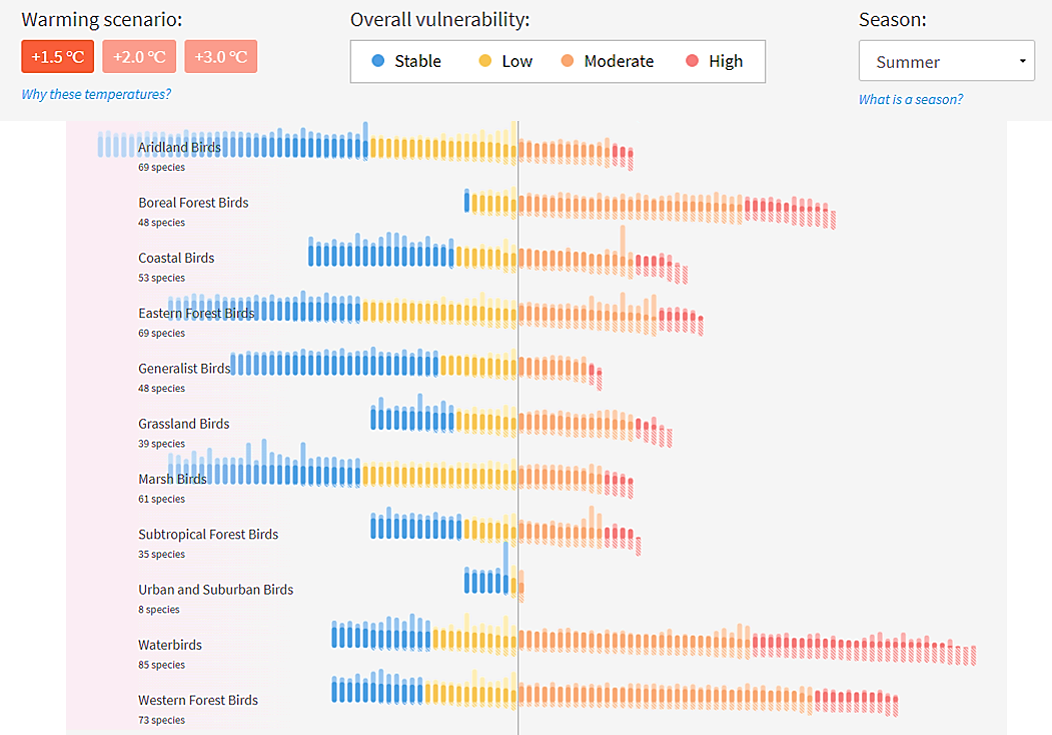 Warming scenario:
Overall vulnerability:
Season:
+1.5 ℃
+2.0 ℃
+3.0 ℃
Stable
Low
Moderate
High
Summer
Why these temperatures?
What is a season?
Aridland Birds
69 species
Boreal Forest Birds
48 species
Coastal Birds
53 species
Eastern Forest Birds
69 species
Generalist Birds
48 species
Grassland Birds
39 species
Marsh Birds
61 species
Subtropical Forest Birds
35 species
Urban and Suburban Birds
8 species
Waterbirds
85 species
Western Forest Birds
73 species